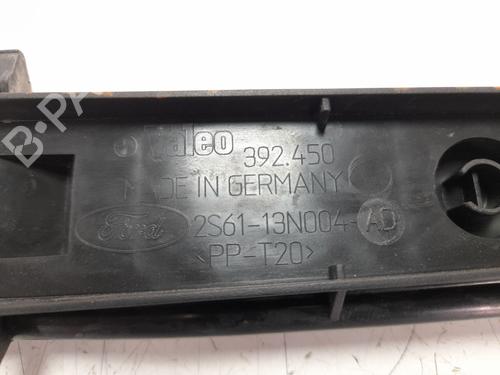 Valeo 392.450
MADE IN GERMANY
Ford 2S61-13N004-AD
>PP-T20<